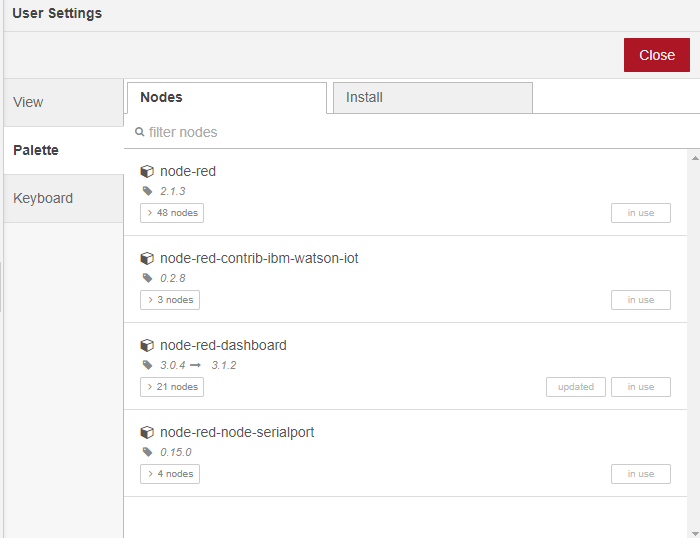 User Settings
Close
View
Palette
Keyboard
Nodes
Install
filter nodes
node-red
2.1.3
> 48 nodes
in use
node-red-contrib-ibm-watson-iot
0.2.8
> 3 nodes
in use
node-red-dashboard
3.0.4 → 3.1.2
> 21 nodes
updated
in use
node-red-node-serialport
0.15.0
> 4 nodes
in use